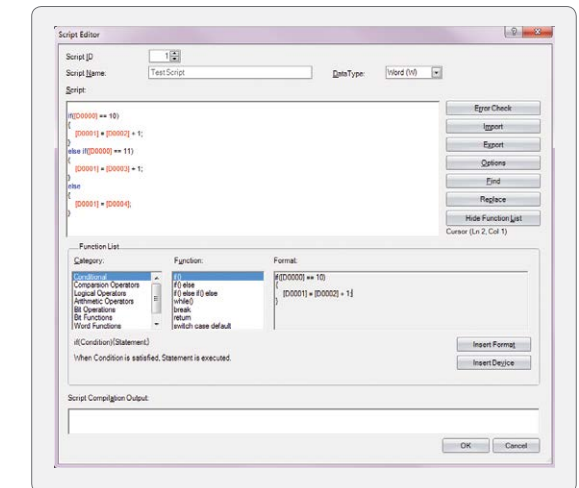 Script Editor
Script ID 1
Script Name: TestScript DataType: Word (W)
Script:
if([D0000] == 10)
{
[D0001] = [D0002] + 1;
}
else if([D0000] == 11)
{
[D0001] = [D0003] + 1;
}
else
{
[D0001] = [D0004];
}
Error Check
Import
Export
Options
Find
Replace
Hide Function List
Cursor (Ln 2, Col 1)
Function List
Category:
Conditional
Comparsion Operators
Logical Operators
Arithmetic Operators
Bit Operations
Bit Functions
Word Functions
Function:
if()
if() else
if() else if() else
while()
break
return
switch case default
Format:
if([D0000] == 10)
{
[D0001] = [D0002] + 1;
}
if(Condition){Statement;}
When Condition is satisfied, Statement is executed.
Insert Format
Insert Device
Script Compilation Output:
OK Cancel